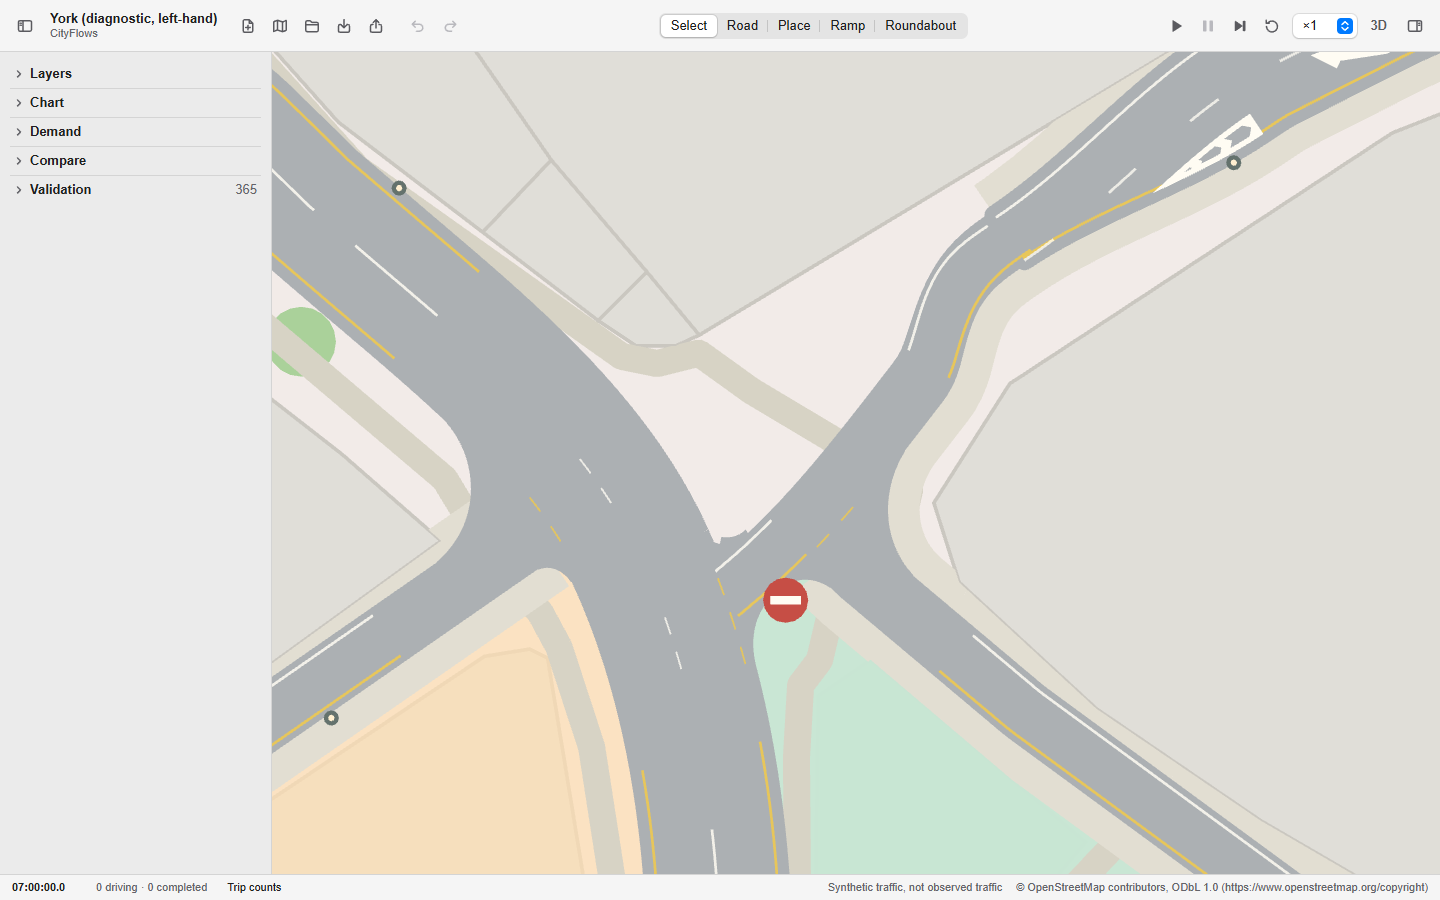 York (diagnostic, left-hand)
CityFlows
Select
Road
Place
Ramp
Roundabout
×1
3D
Layers
Chart
Demand
Compare
Validation 365
07:00:00.0
0 driving · 0 completed
Trip counts
Synthetic traffic, not observed traffic
© OpenStreetMap contributors, ODbL 1.0 (https://www.openstreetmap.org/copyright)